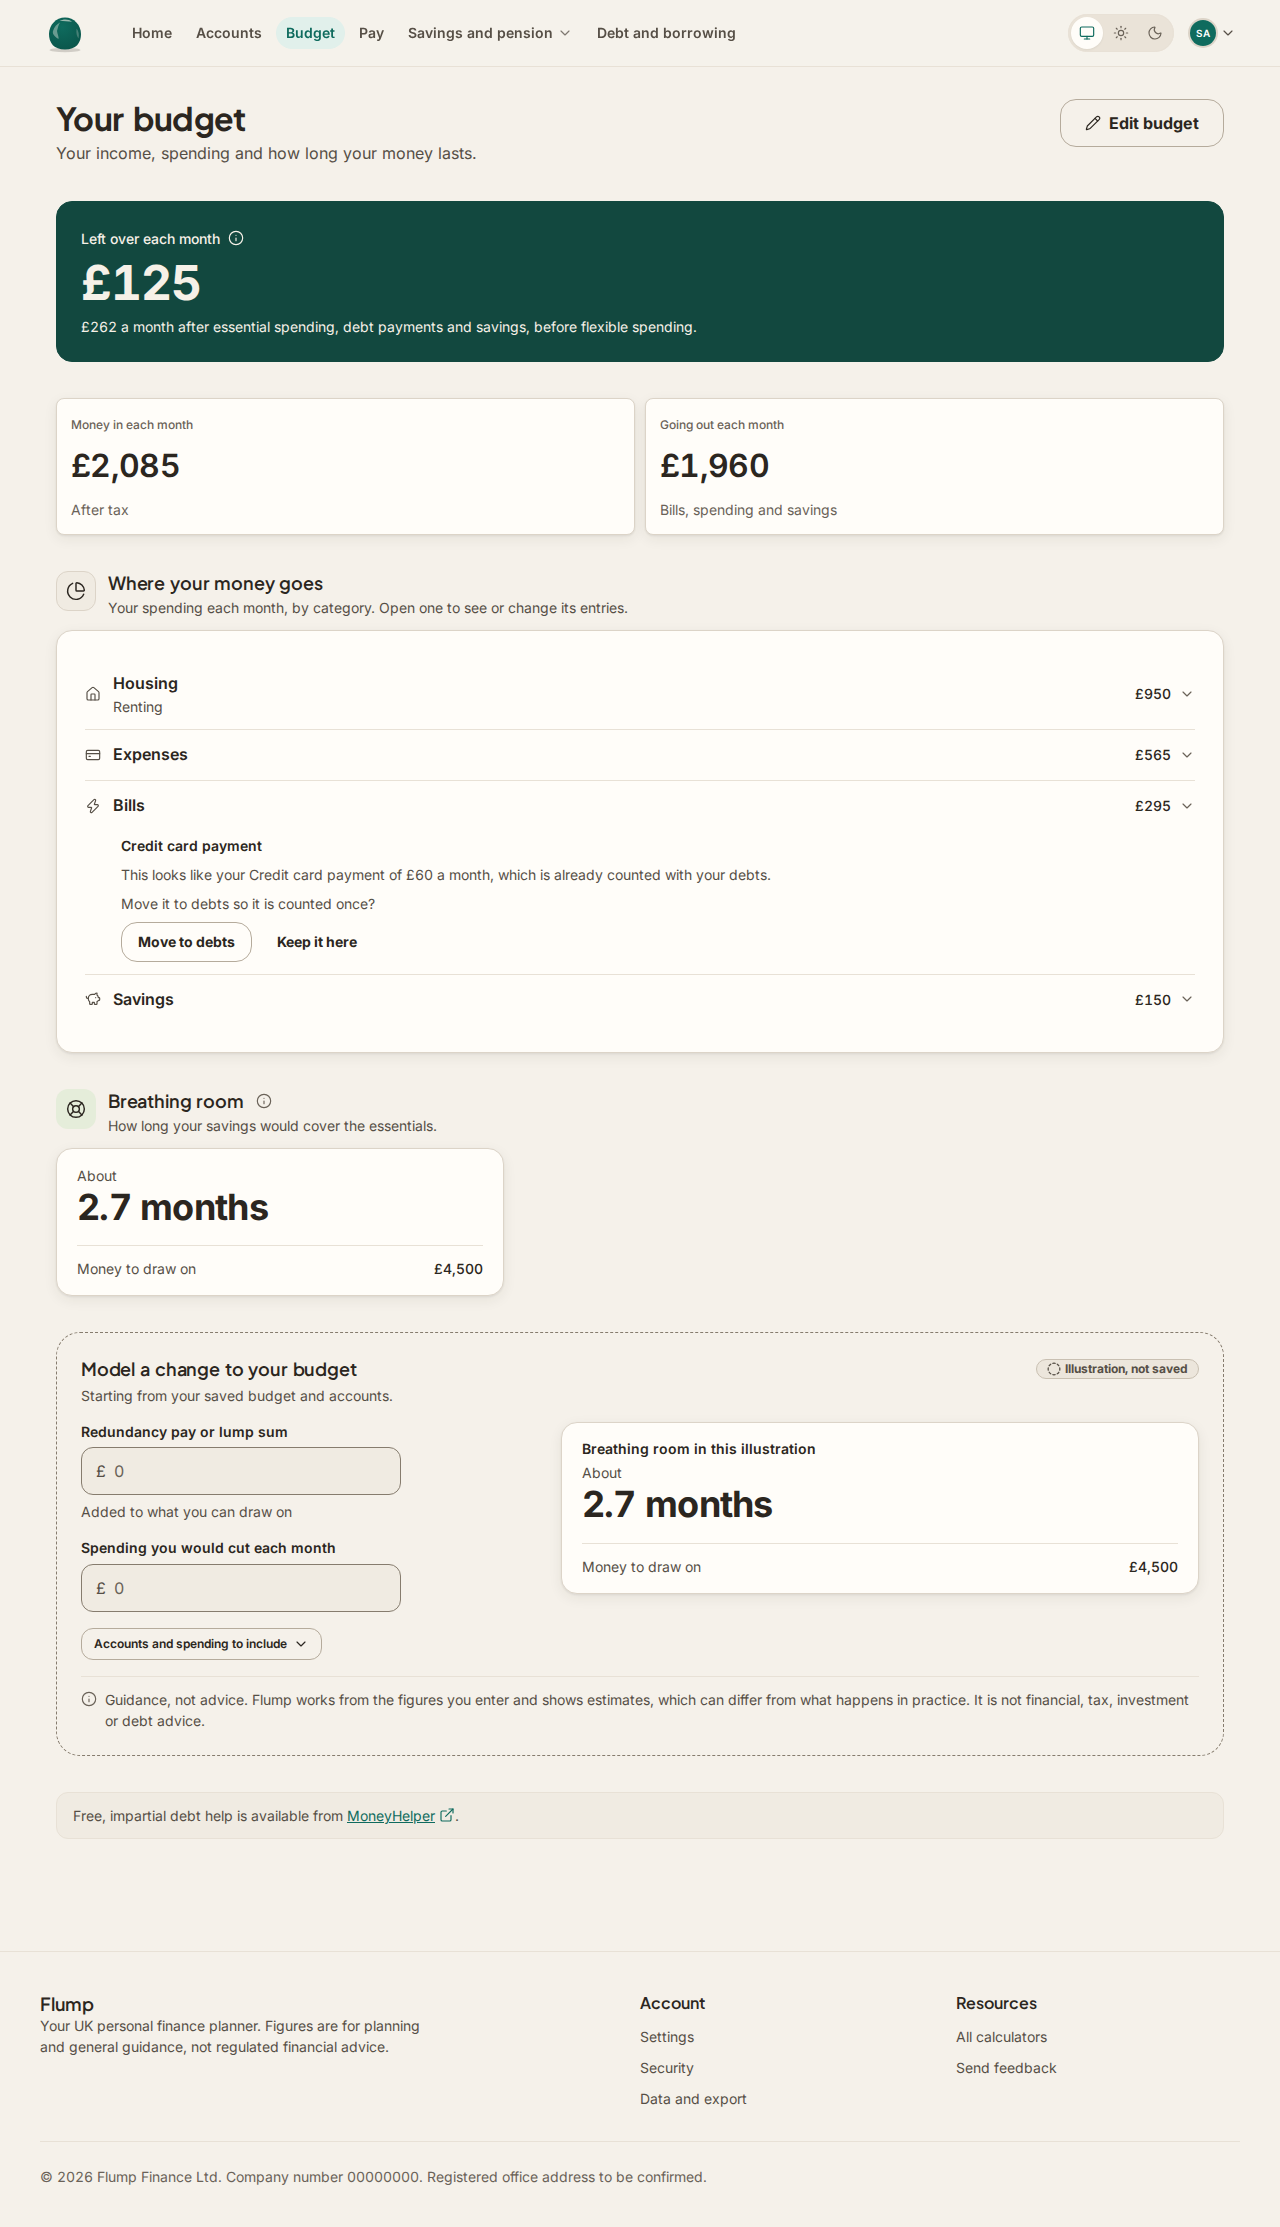 Home
Accounts
Budget
Pay
Savings and pension
Debt and borrowing
SA
Your budget
Your income, spending and how long your money lasts.
Edit budget
Left over each month
£125
£262 a month after essential spending, debt payments and savings, before flexible spending.
Money in each month
£2,085
After tax
Going out each month
£1,960
Bills, spending and savings
Where your money goes
Your spending each month, by category. Open one to see or change its entries.
Housing
Renting
£950
Expenses
£565
Bills
£295
Credit card payment
This looks like your Credit card payment of £60 a month, which is already counted with your debts.
Move it to debts so it is counted once?
Move to debts
Keep it here
Savings
£150
Breathing room
How long your savings would cover the essentials.
About
2.7 months
Money to draw on
£4,500
Model a change to your budget
Illustration, not saved
Starting from your saved budget and accounts.
Redundancy pay or lump sum
£ 0
Added to what you can draw on
Spending you would cut each month
£ 0
Accounts and spending to include
Breathing room in this illustration
About
2.7 months
Money to draw on
£4,500
Guidance, not advice. Flump works from the figures you enter and shows estimates, which can differ from what happens in practice. It is not financial, tax, investment
or debt advice.
Free, impartial debt help is available from MoneyHelper.
Flump
Your UK personal finance planner. Figures are for planning
and general guidance, not regulated financial advice.
Account
Settings
Security
Data and export
Resources
All calculators
Send feedback
© 2026 Flump Finance Ltd. Company number 00000000. Registered office address to be confirmed.